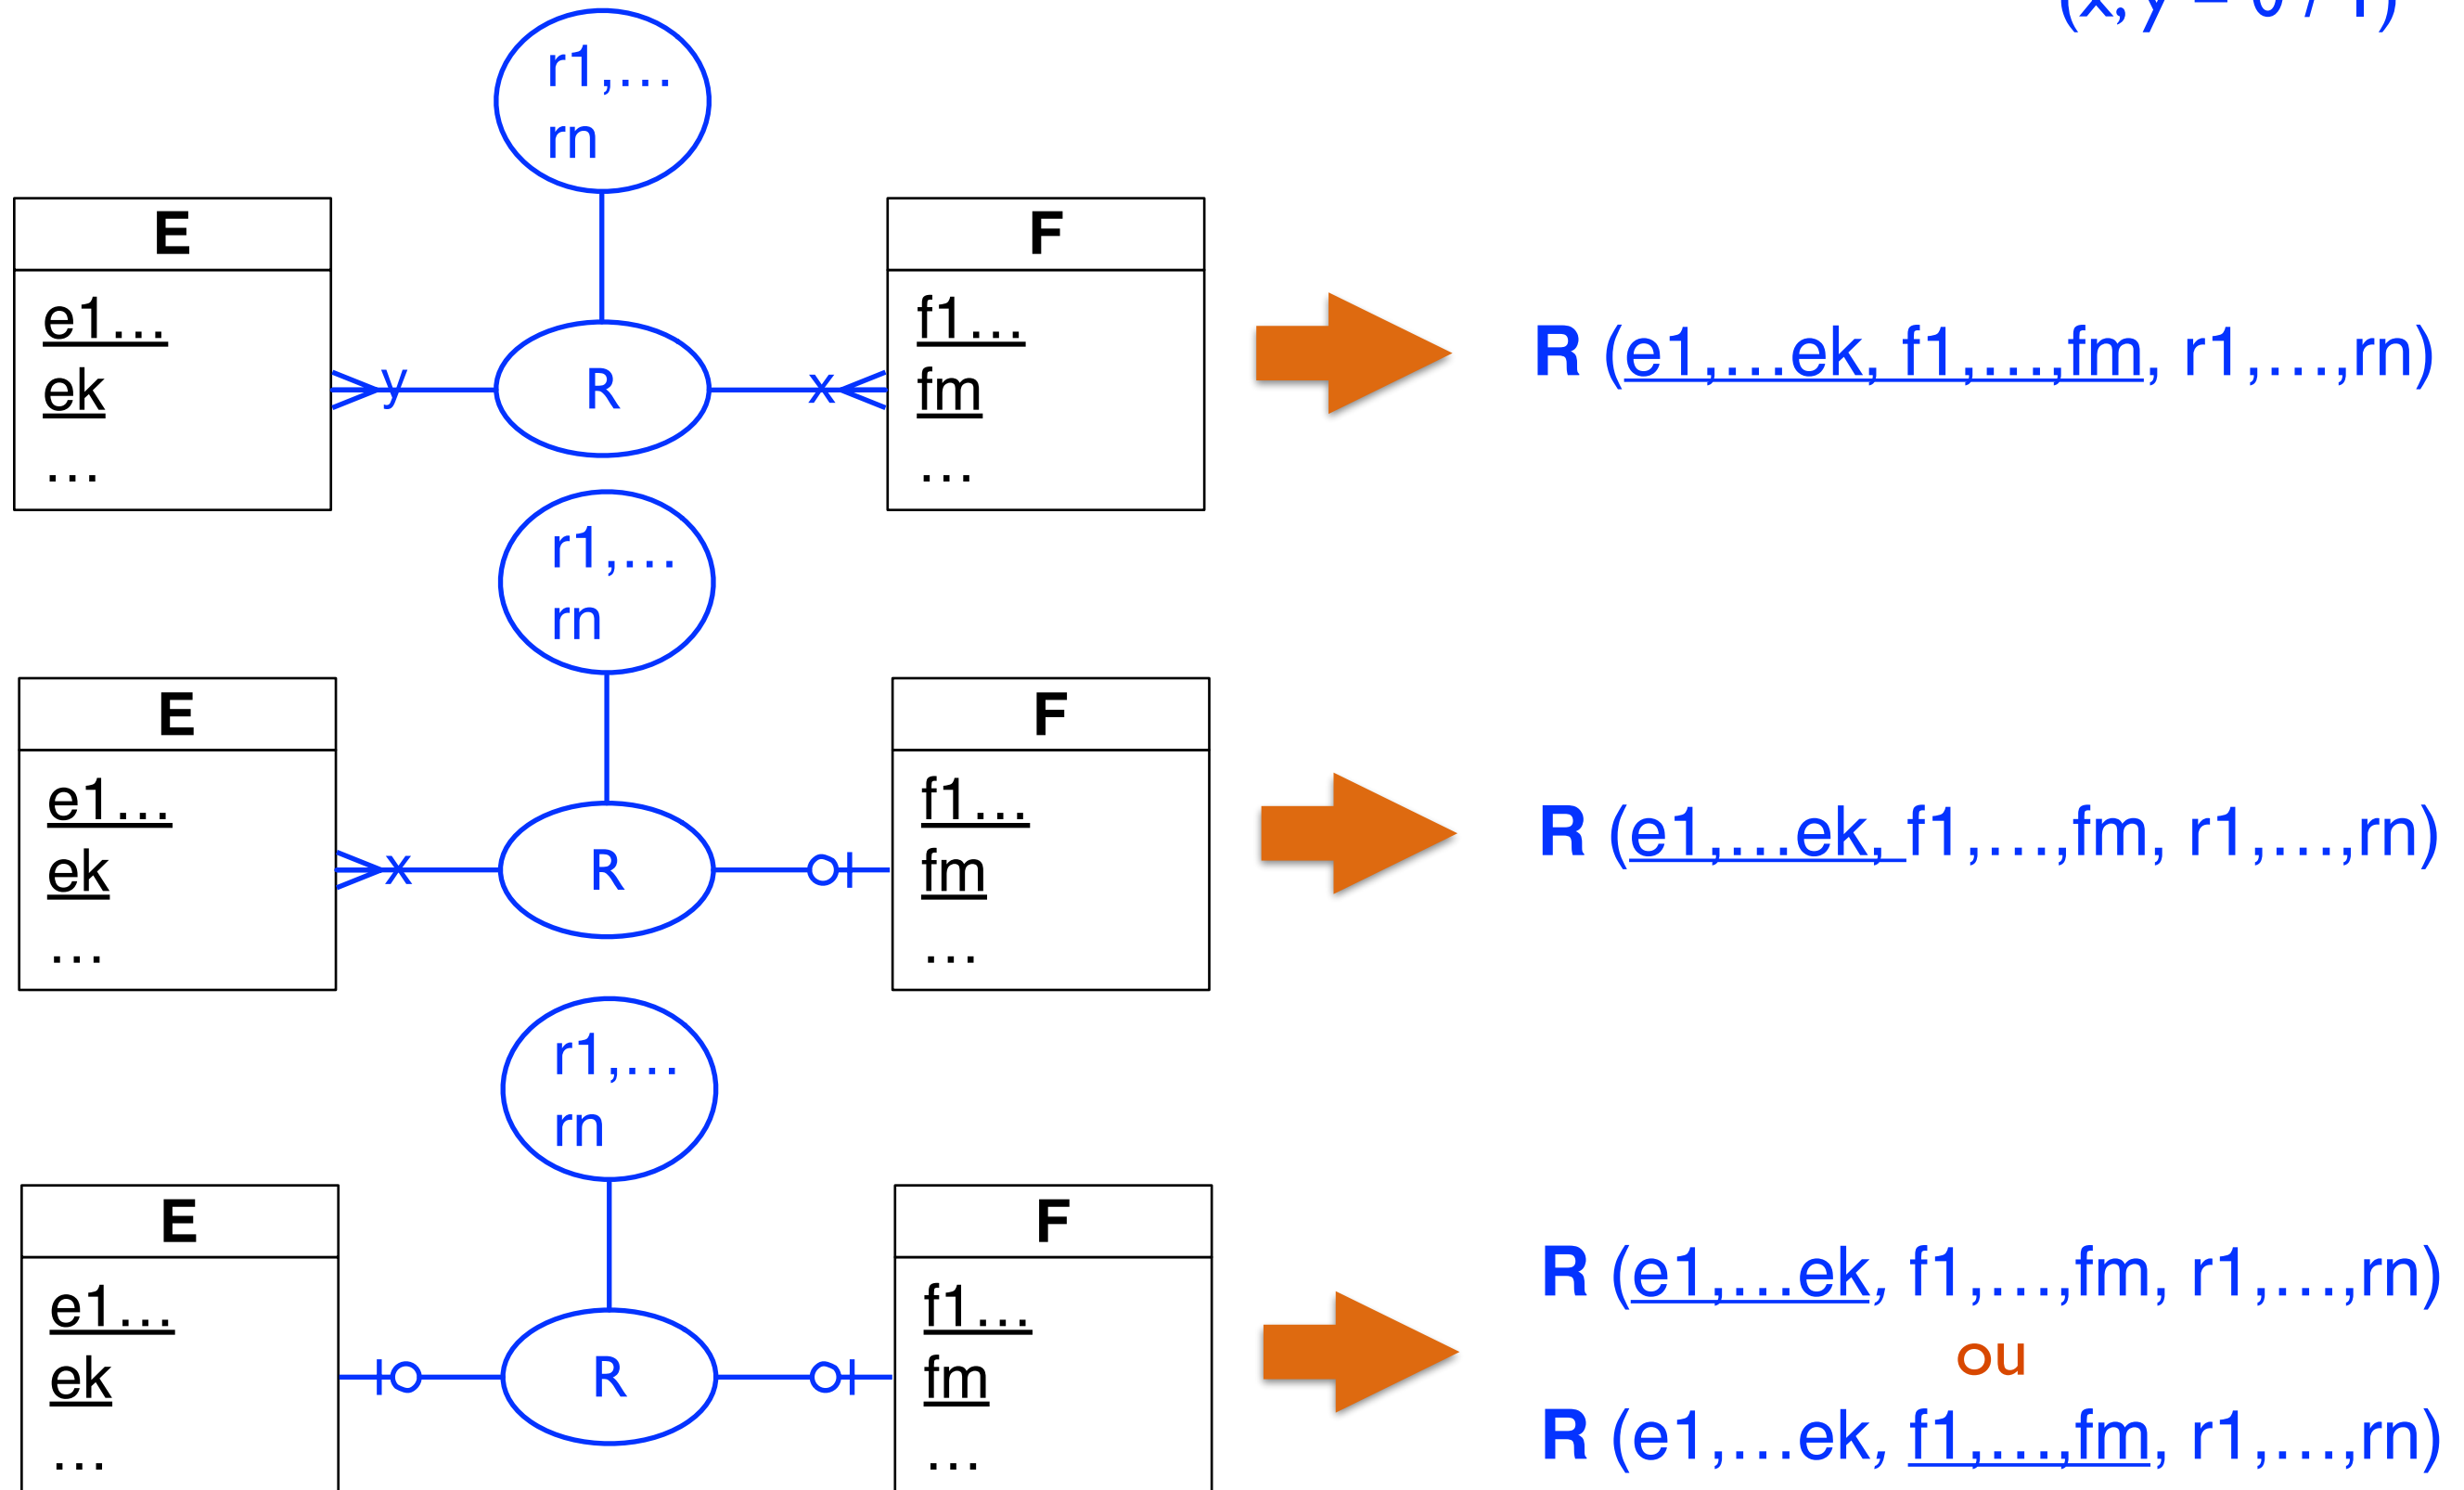 (x, y = 0 / 1)
r1,…
rn
E
F
e1…
ek
…
y
R
x
f1…
fm
…
R (e1,…ek, f1,…,fm, r1,…,rn)
r1,…
rn
E
F
e1…
ek
…
x
R
f1…
fm
…
R (e1,…ek, f1,…,fm, r1,…,rn)
r1,…
rn
E
F
e1…
ek
…
R
f1…
fm
…
R (e1,…ek, f1,…,fm, r1,…,rn)
ou
R (e1,…ek, f1,…,fm, r1,…,rn)